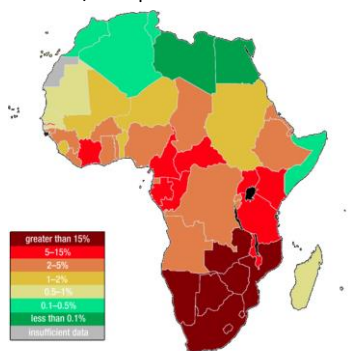 greater than 15%
5–15%
2–5%
1–2%
0.5–1%
0.1–0.5%
less than 0.1%
insufficient data